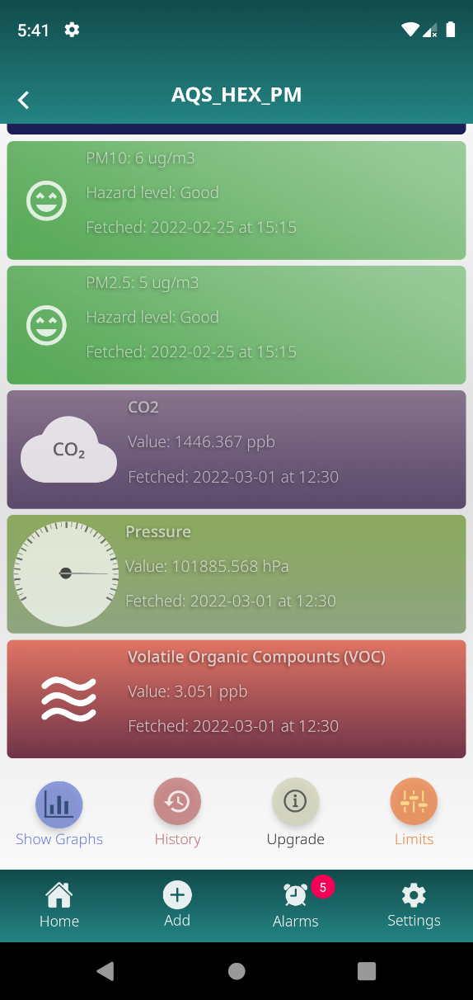 5:41
AQS_HEX_PM
PM10: 6 ug/m3
Hazard level: Good
Fetched: 2022-02-25 at 15:15
PM2.5: 5 ug/m3
Hazard level: Good
Fetched: 2022-02-25 at 15:15
CO2
CO₂
Value: 1446.367 ppb
Fetched: 2022-03-01 at 12:30
Pressure
Value: 101885.568 hPa
Fetched: 2022-03-01 at 12:30
Volatile Organic Compounts (VOC)
Value: 3.051 ppb
Fetched: 2022-03-01 at 12:30
Show Graphs
History
Upgrade
Limits
5
Home
Add
Alarms
Settings